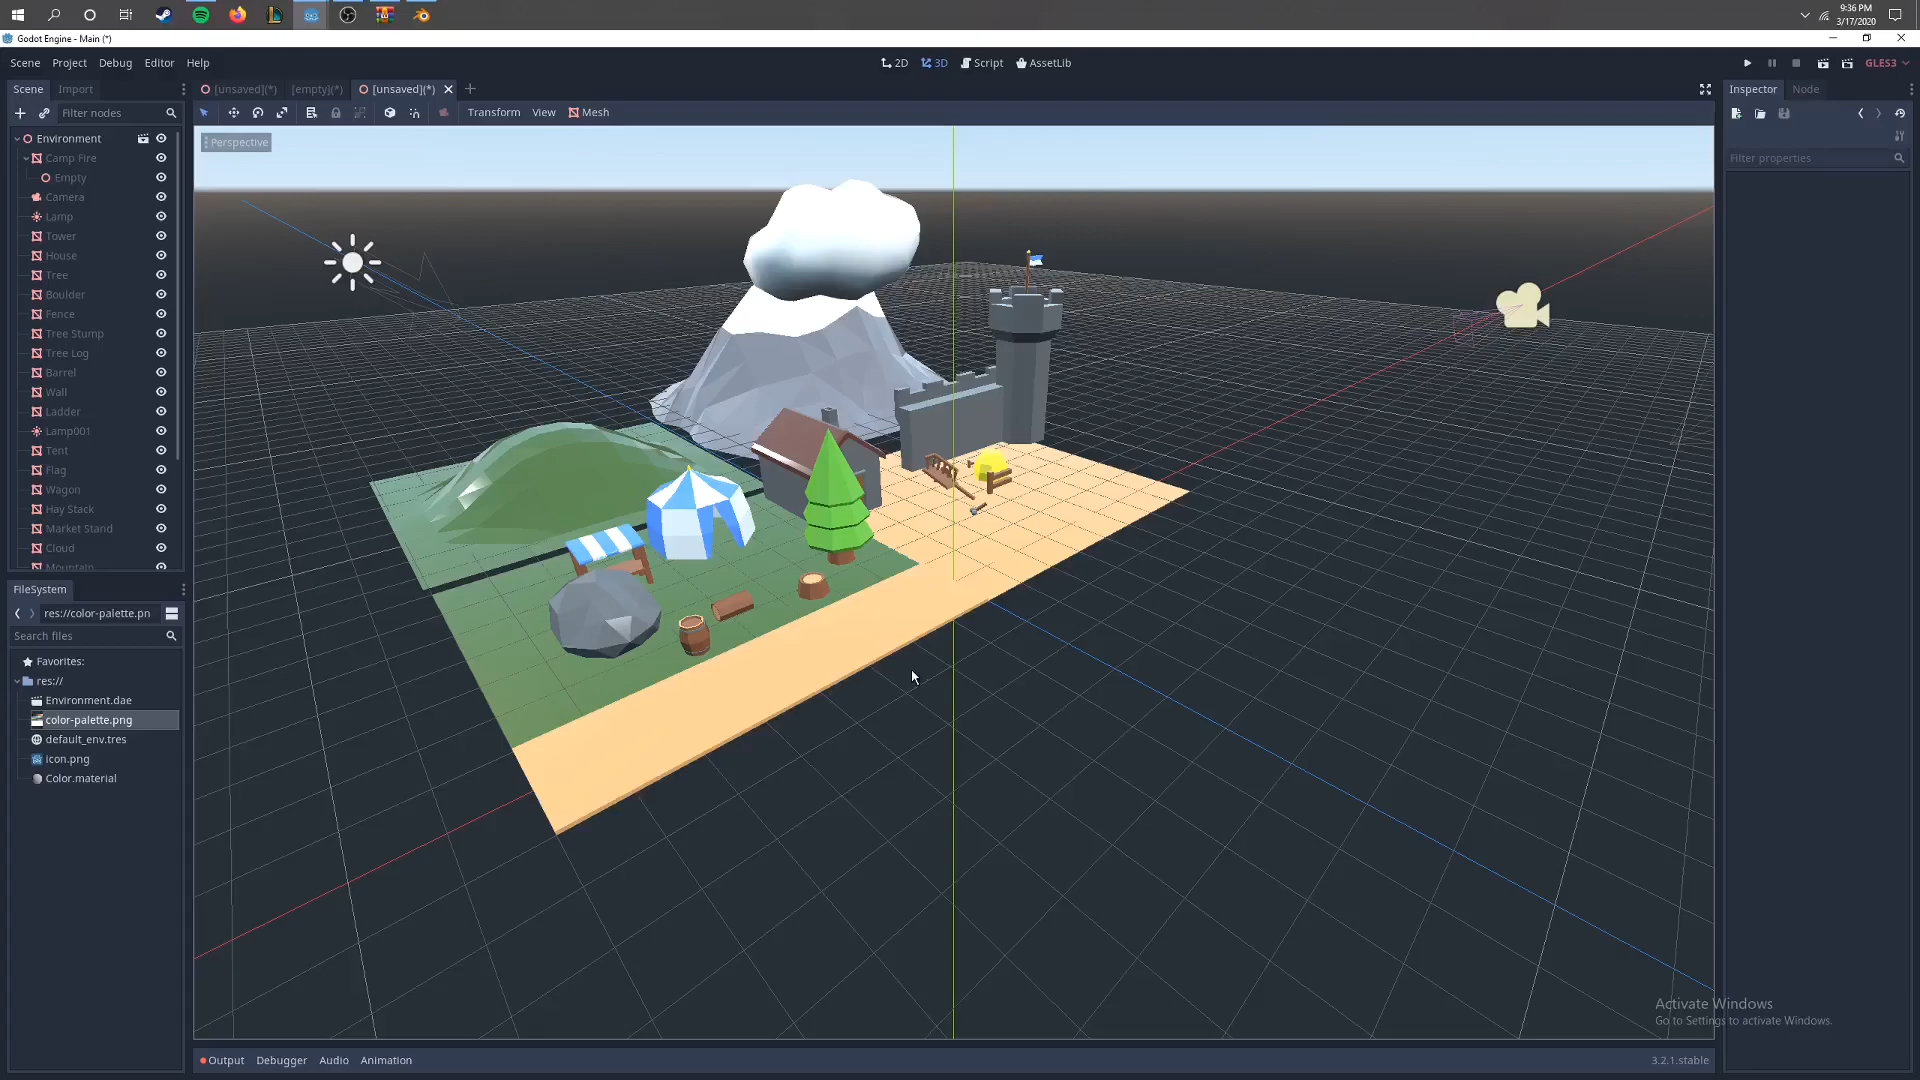 9:36 PM
3/17/2020
Godot Engine - Main (*)
Scene Project Debug Editor Help
2D 3D Script AssetLib
GLES3
Scene Import
[unsaved](*) [empty](*) [unsaved](*)
Inspector Node
Filter nodes
Transform View Mesh
Filter properties
Perspective
Environment
Camp Fire
Empty
Camera
Lamp
Tower
House
Tree
Boulder
Fence
Tree Stump
Tree Log
Barrel
Wall
Ladder
Lamp001
Tent
Flag
Wagon
Hay Stack
Market Stand
Cloud
Mountain
FileSystem
res://color-palette.pn
Search files
Favorites:
res://
Environment.dae
color-palette.png
default_env.tres
icon.png
Color.material
Activate Windows
Go to Settings to activate Windows.
Output Debugger Audio Animation
3.2.1.stable